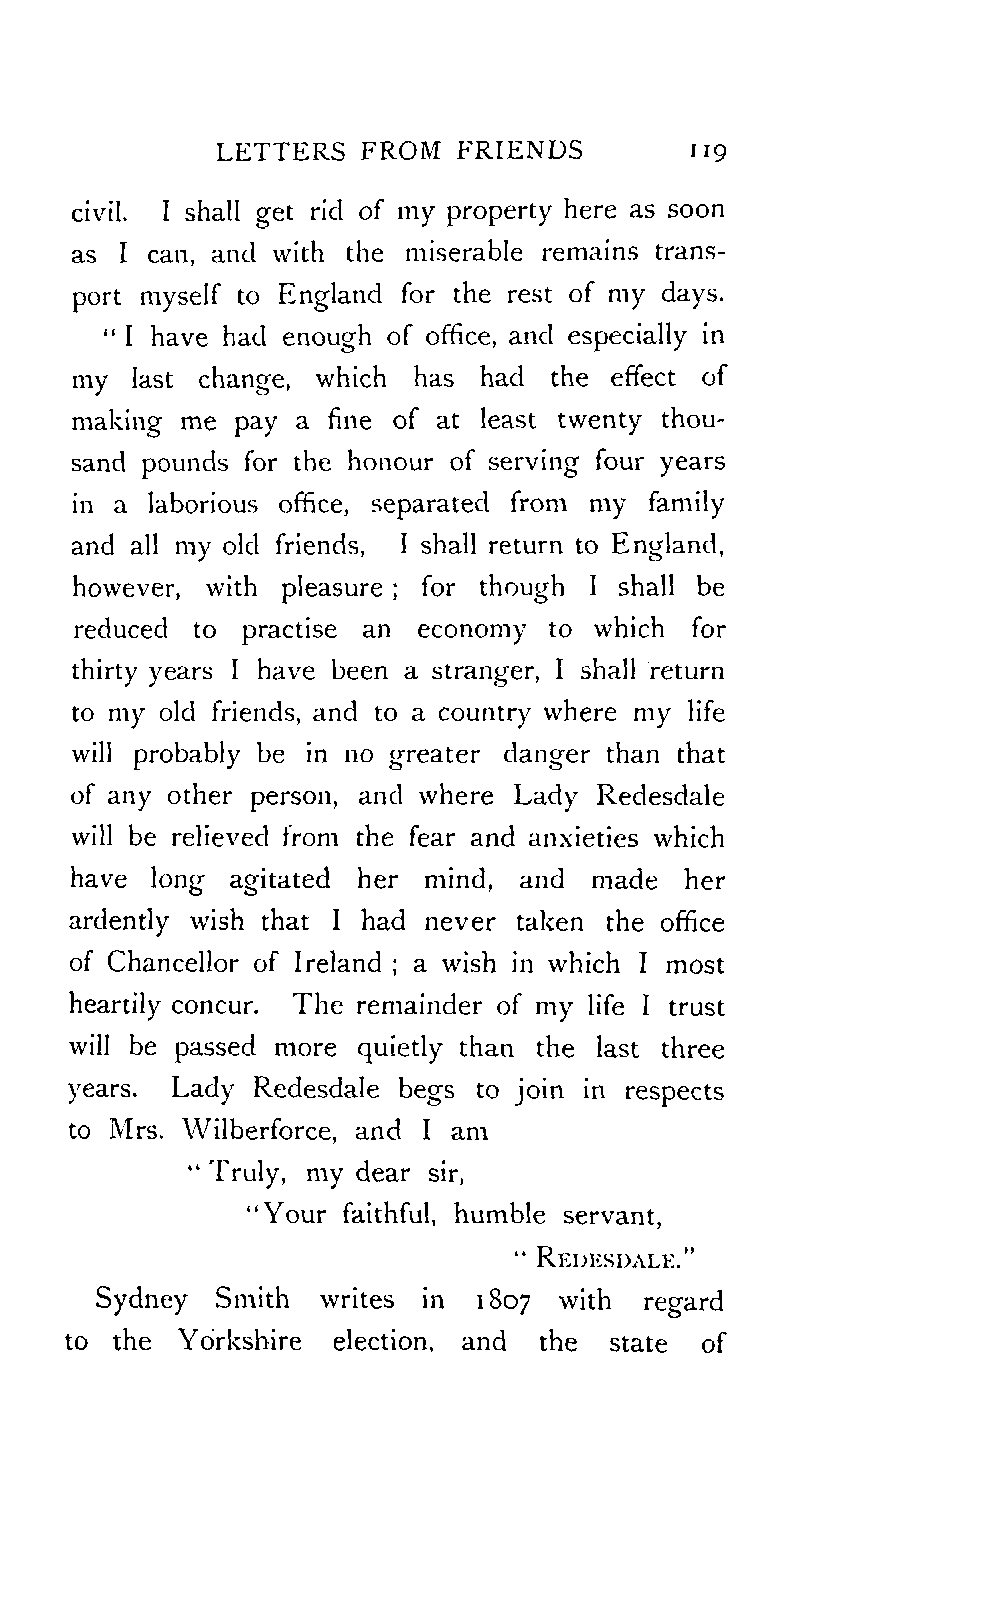 LETTERS FROM FRIENDS 119
civil. I shall get rid of my property here as soon
as I can, and with the miserable remains trans-
port myself to England for the rest of my days.
"I have had enough of office, and especially in
my last change, which has had the effect of
making me pay a fine of at least twenty thou-
sand pounds for the honour of serving four years
in a laborious office, separated from my family
and all my old friends, I shall return to England,
however, with pleasure; for though I shall be
reduced to practise an economy to which for
thirty years I have been a stranger, I shall return
to my old friends, and to a country where my life
will probably be in no greater danger than that
of any other person, and where Lady Redesdale
will be relieved from the fear and anxieties which
have long agitated her mind, and made her
ardently wish that I had never taken the office
of Chancellor of Ireland; a wish in which I most
heartily concur. The remainder of my life I trust
will be passed more quietly than the last three
years. Lady Redesdale begs to join in respects
to Mrs. Wilberforce, and I am
"Truly, my dear sir,
"Your faithful, humble servant,
"REDESDALE."
Sydney Smith writes in 1807 with regard
to the Yorkshire election, and the state of